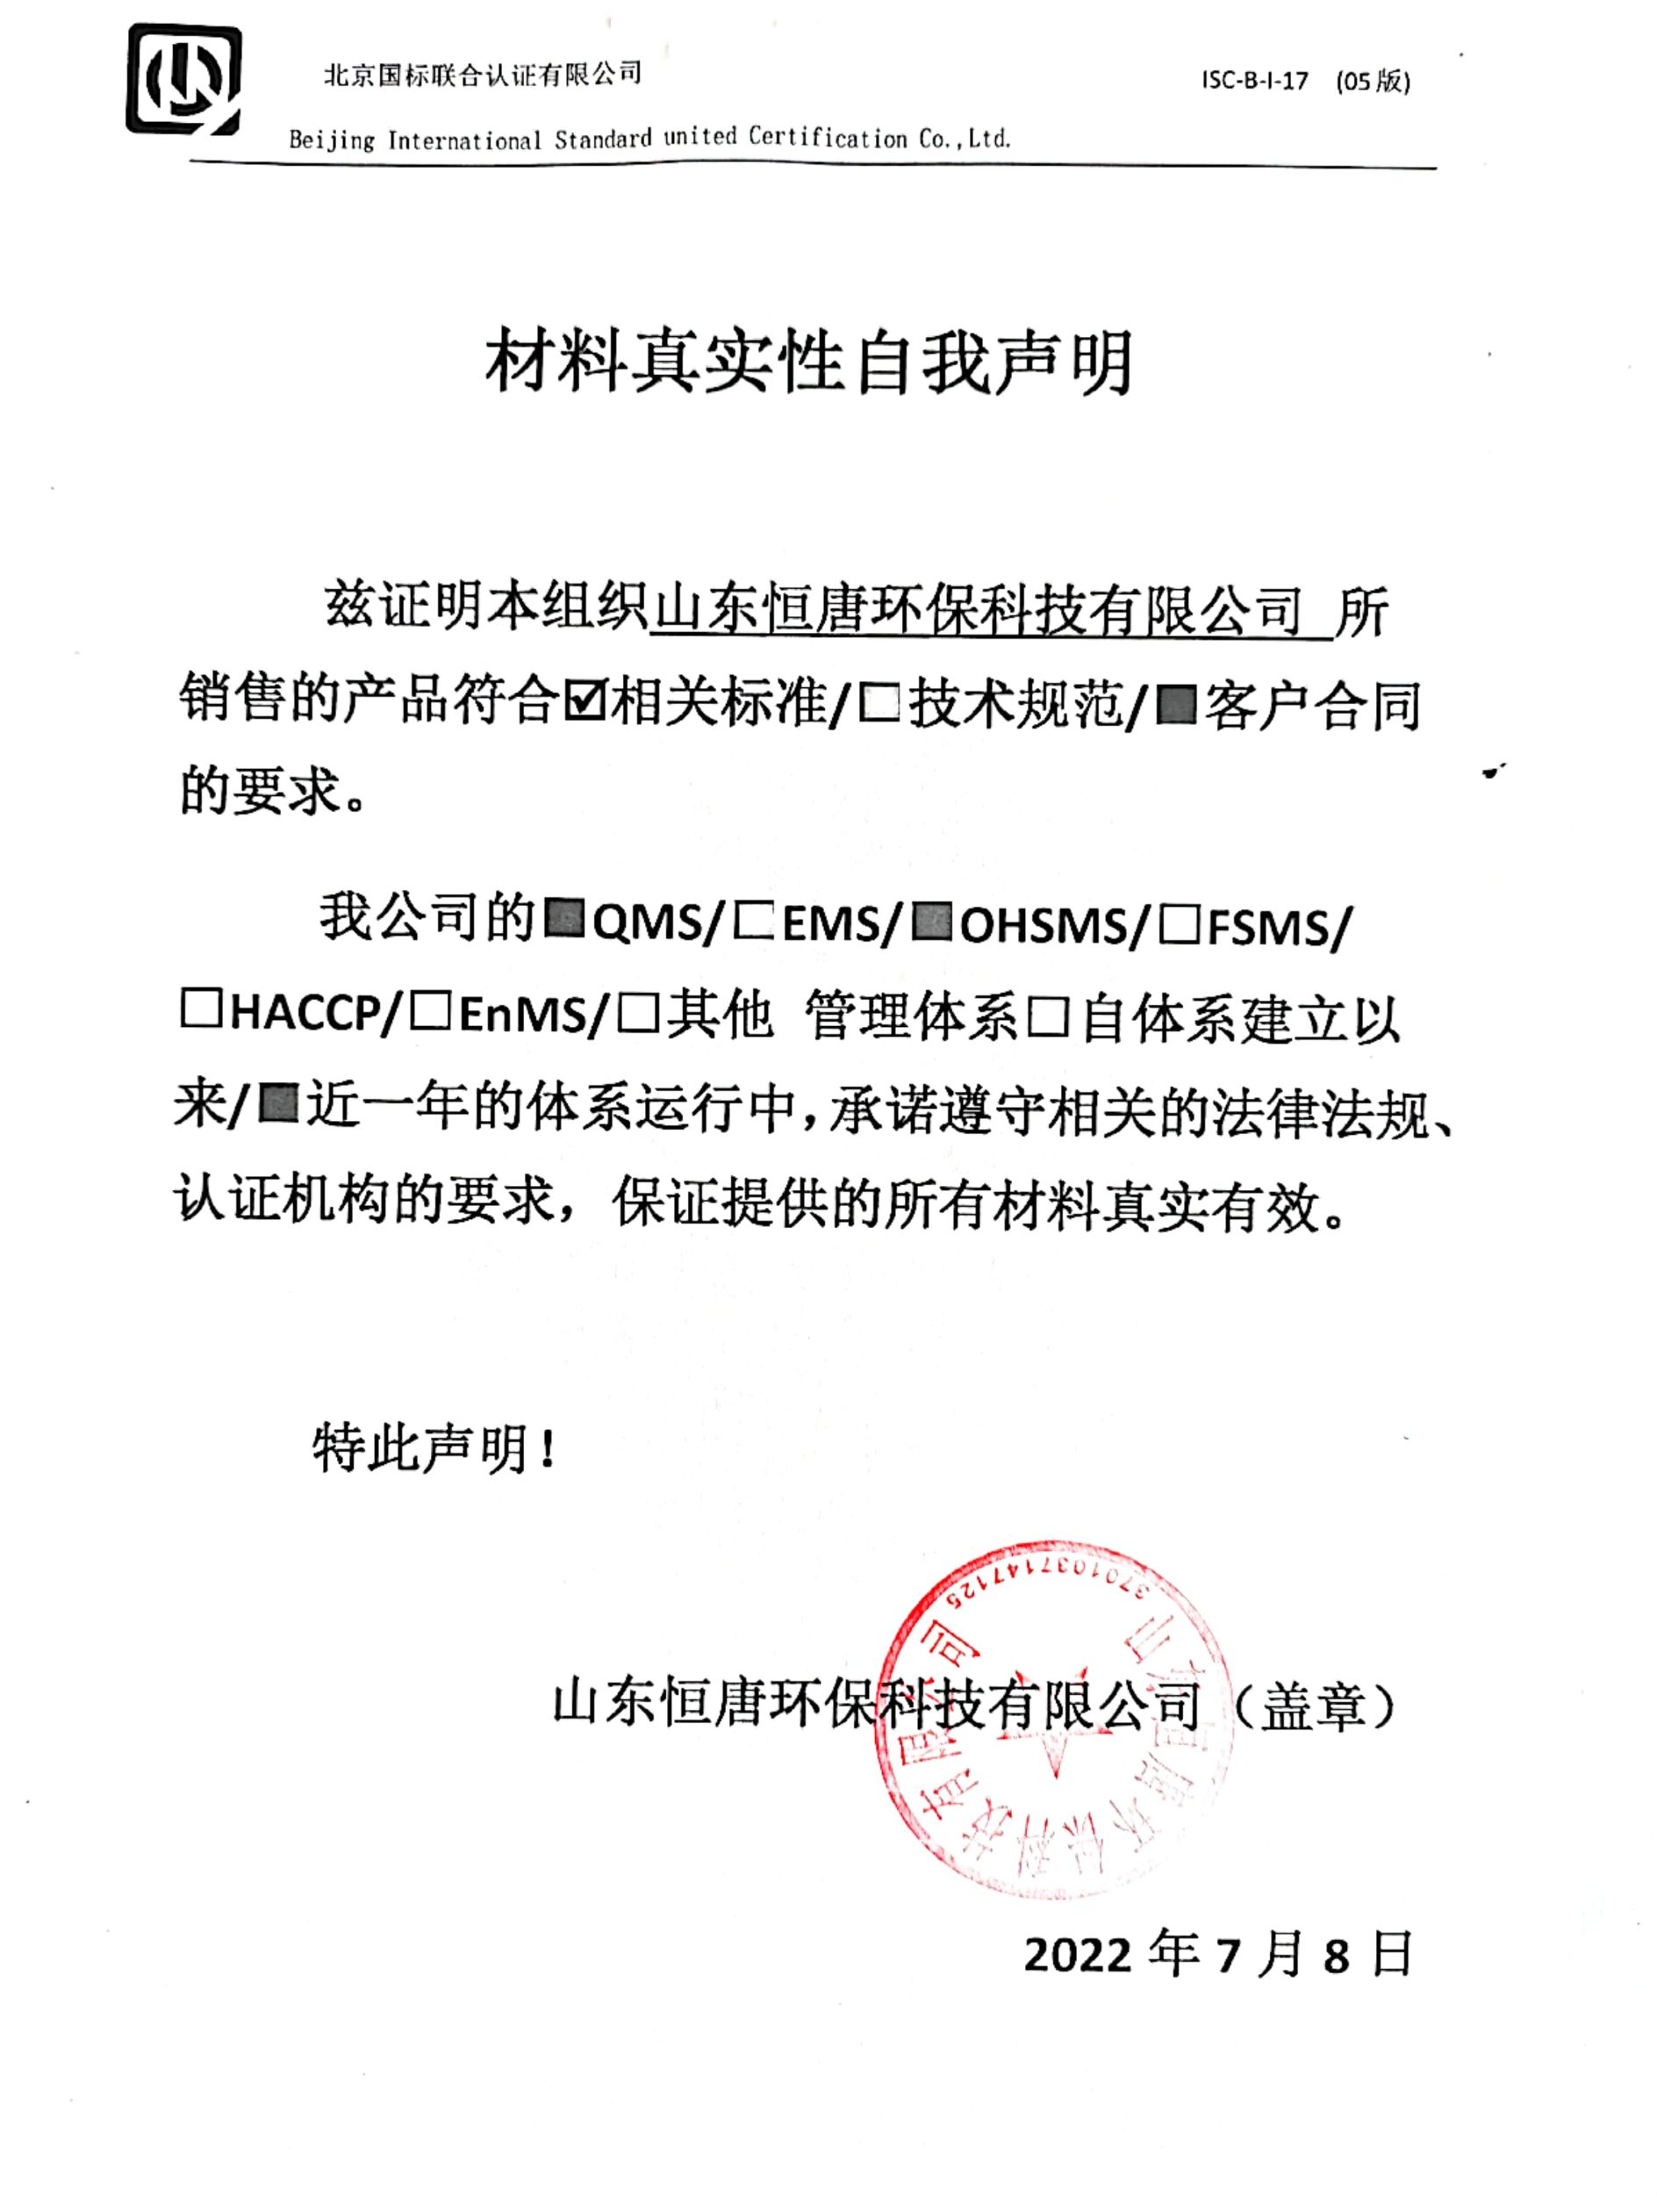 北京国标联合认证有限公司 ISC-B-I-17 (05版)
Beijing International Standard united Certification Co.,Ltd.
材料真实性自我声明
兹证明本组织山东恒唐环保科技有限公司 所
销售的产品符合☑相关标准/□技术规范/■客户合同
的要求。
我公司的■QMS/□EMS/■OHSMS/□FSMS/
□HACCP/□EnMS/□其他 管理体系□自体系建立以
来/■近一年的体系运行中,承诺遵守相关的法律法规、
认证机构的要求，保证提供的所有材料真实有效。
特此声明！
3701037147125
山东恒唐环保科技有限公司（盖章）
2022 年 7 月 8 日